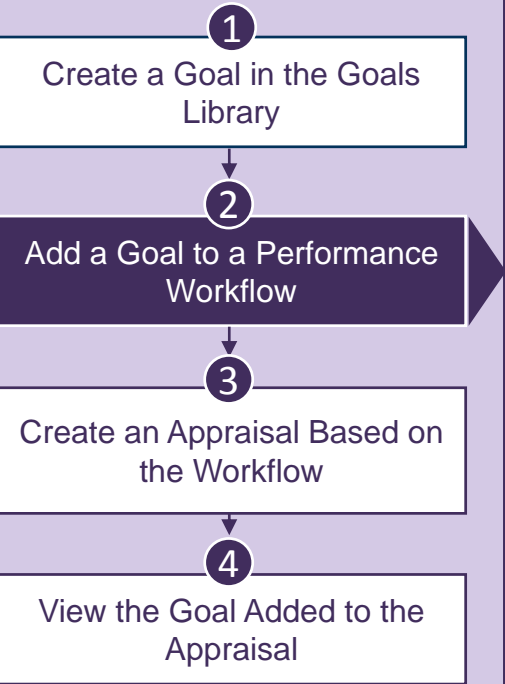 1
Create a Goal in the Goals
Library
2
Add a Goal to a Performance
Workflow
3
Create an Appraisal Based on
the Workflow
4
View the Goal Added to the
Appraisal